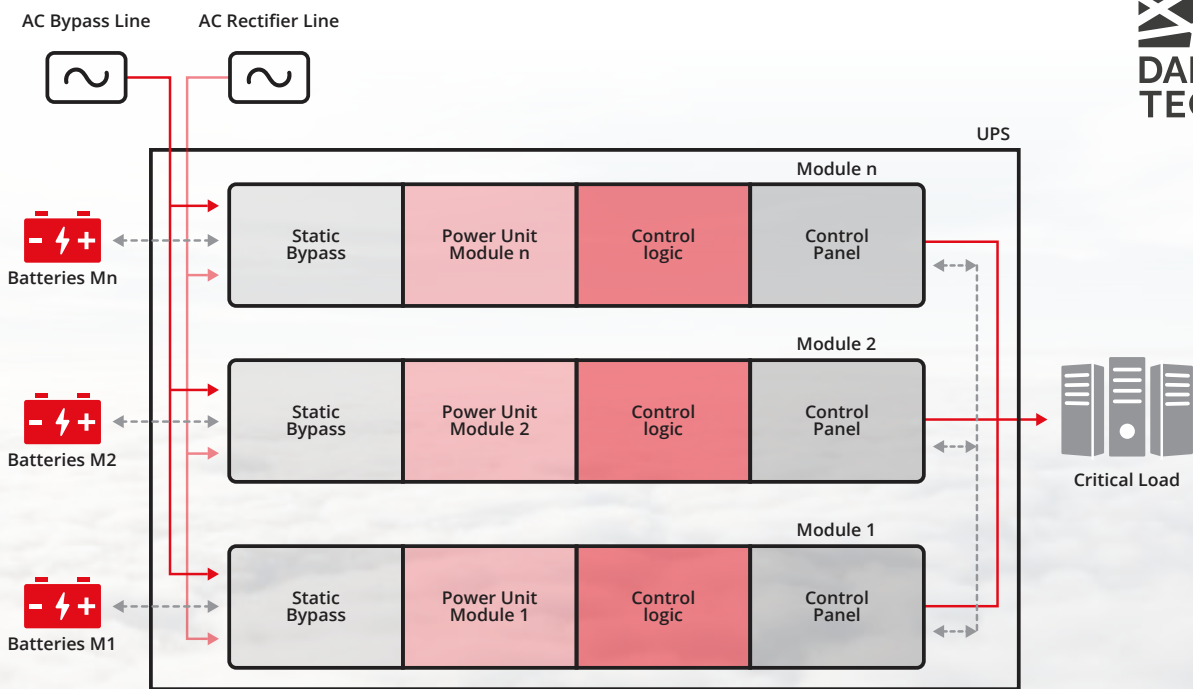 AC Bypass Line
AC Rectifier Line
UPS
Module n
Static
Bypass
Power Unit
Module n
Control
logic
Control
Panel
Batteries Mn
Module 2
Static
Bypass
Power Unit
Module 2
Control
logic
Control
Panel
Batteries M2
Critical Load
Module 1
Static
Bypass
Power Unit
Module 1
Control
logic
Control
Panel
Batteries M1